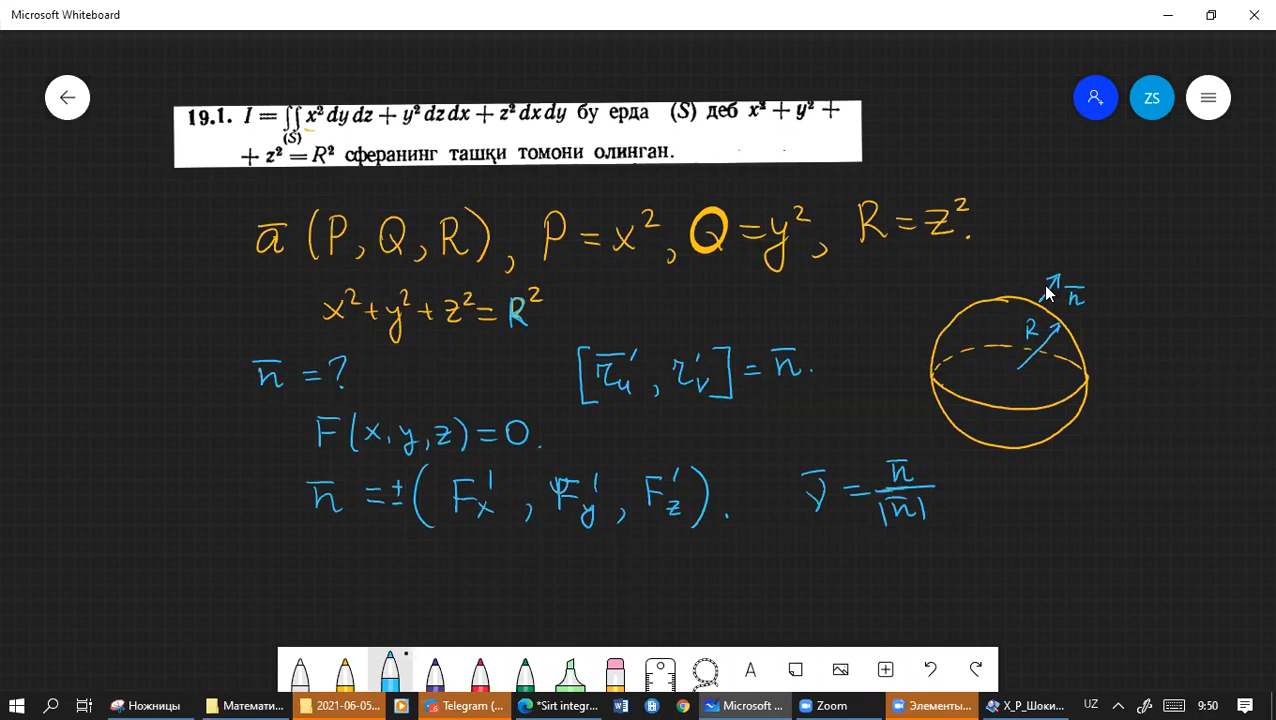 Microsoft Whiteboard
ZS
19.1. I = ∬(S) x² dy dz + y² dz dx + z² dx dy бу ерда (S) деб x² + y² +
+ z² = R² сферанинг ташқи томони олинган.
a̅ (P, Q, R), P = x², Q = y², R = z².
x² + y² + z² = R²
n̅
R
n̅ = ? [r̅'u, r'v] = n̅.
F(x, y, z) = 0.
n̅ = ±(F'x, F'y, F'z). ν̅ = n̅/|n̅|
A
Ножницы
Математи...
2021-06-05...
Telegram (...
*Sirt integr...
Microsoft ...
Zoom
Элементы...
X_P_Шоки...
UZ
9:50